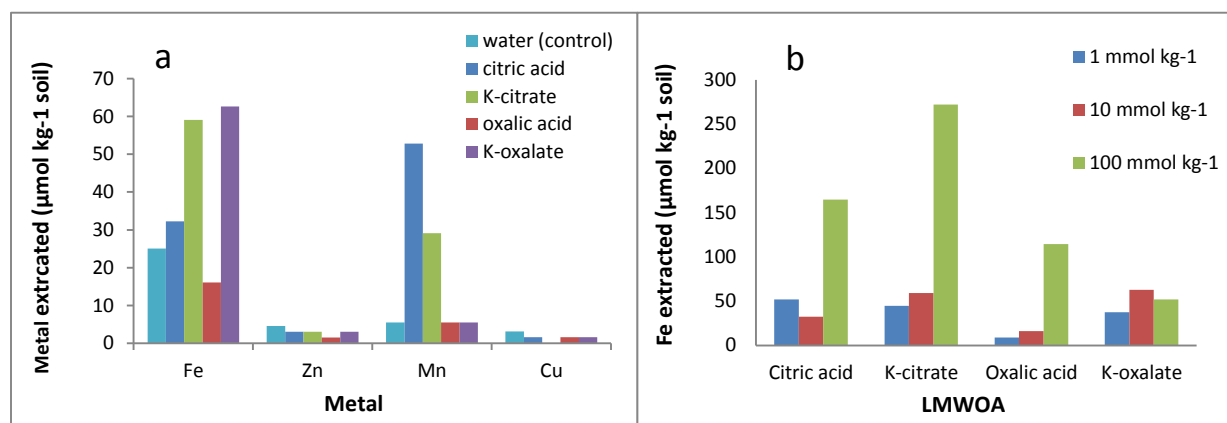 a
water (control)
citric acid
K-citrate
oxalic acid
K-oxalate
Metal extrcated (µmol kg-1 soil)
70
60
50
40
30
20
10
0
Fe Zn Mn Cu
Metal
b
1 mmol kg-1
10 mmol kg-1
100 mmol kg-1
Fe extracted (µmol kg-1 soil)
300
250
200
150
100
50
0
Citric acid K-citrate Oxalic acid K-oxalate
LMWOA